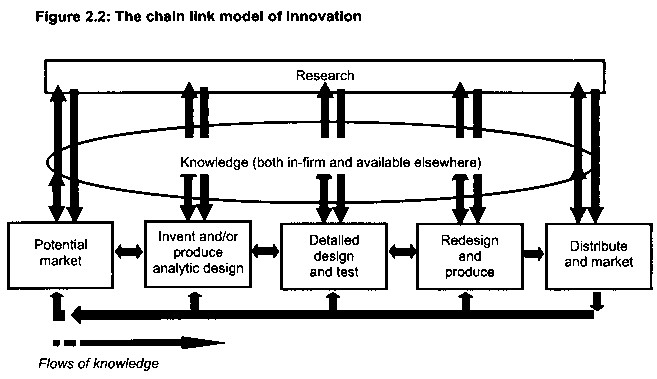 Figure 2.2: The chain link model of innovation
Research
Knowledge (both in-firm and available elsewhere)
Potential
market
Invent and/or
produce
analytic design
Detailed
design
and test
Redesign
and
produce
Distribute
and market
Flows of knowledge